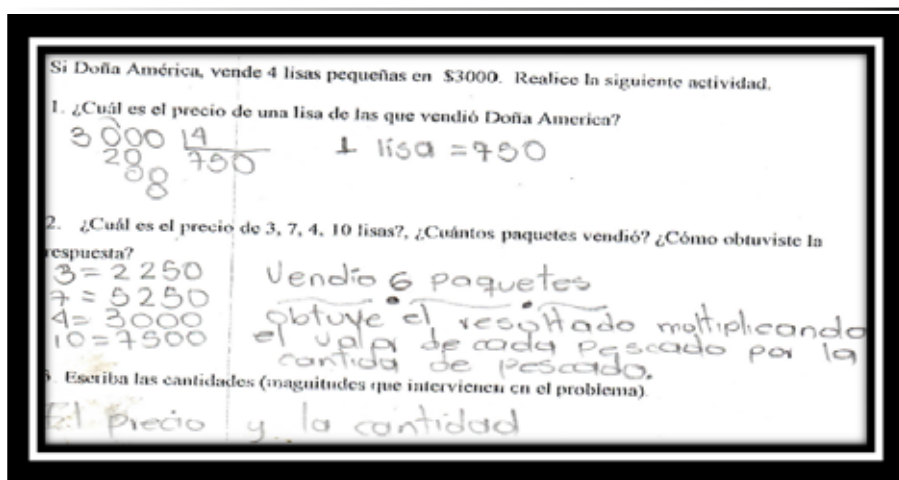 Si Doña América, vende 4 lisas pequeñas en $3000. Realice la siguiente actividad.
1. ¿Cuál es el precio de una lisa de las que vendió Doña America?
3000 14
20 750 1 lisa = 750
00
0
2. ¿Cuál es el precio de 3, 7, 4, 10 lisas?, ¿Cuántos paquetes vendió? ¿Cómo obtuviste la
respuesta?
3 = 2250 Vendio 6 paquetes
7 = 5250
4 = 3000 obtuve el resultado moltiplicando
10 = 7500 el valor de cada pescado por la
cantida de pescado.
. Escriba las cantidades (magnitudes que intervienen en el problema).
El precio y la cantidad